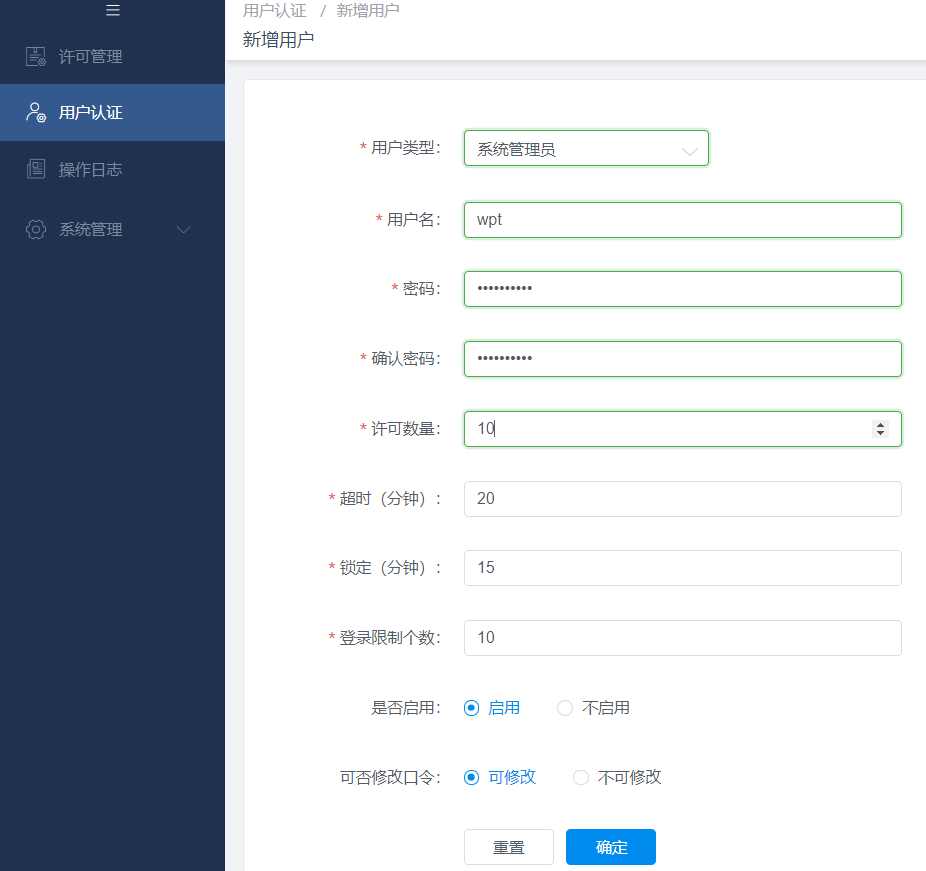 用户认证 / 新增用户
新增用户
许可管理
用户认证
操作日志
系统管理
* 用户类型： 系统管理员
* 用户名： wpt
* 密码： ••••••••••
* 确认密码： ••••••••••
* 许可数量： 10
* 超时（分钟）： 20
* 锁定（分钟）： 15
* 登录限制个数： 10
是否启用： 启用 不启用
可否修改口令： 可修改 不可修改
重置 确定